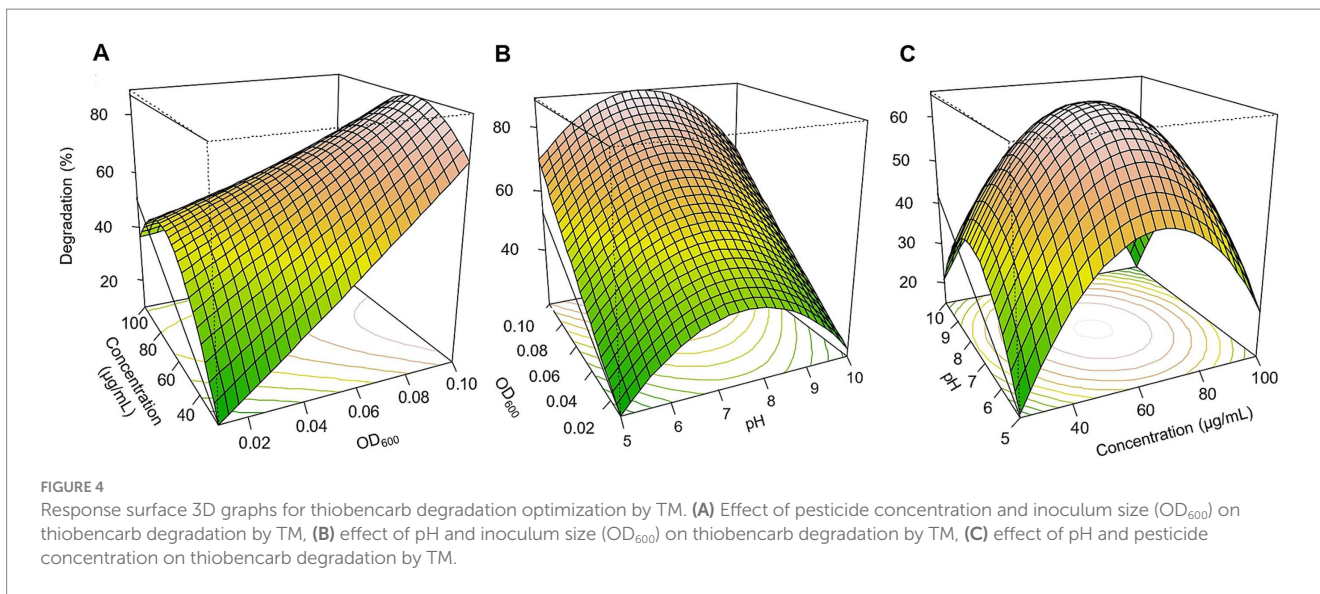 A
B
C
80
60
40
20
Degradation (%)
100
80
60
40
Concentration
(µg/mL)
0.02
0.04
0.06
0.08
0.10
OD₆₀₀
80
60
40
0.10
0.08
0.06
0.04
0.02
OD₆₀₀
5
6
7
8
9
10
pH
60
50
40
30
20
10
9
8
7
6
5
pH
40
60
80
100
Concentration (µg/mL)
FIGURE 4
Response surface 3D graphs for thiobencarb degradation optimization by TM. (A) Effect of pesticide concentration and inoculum size (OD₆₀₀) on
thiobencarb degradation by TM, (B) effect of pH and inoculum size (OD₆₀₀) on thiobencarb degradation by TM, (C) effect of pH and pesticide
concentration on thiobencarb degradation by TM.